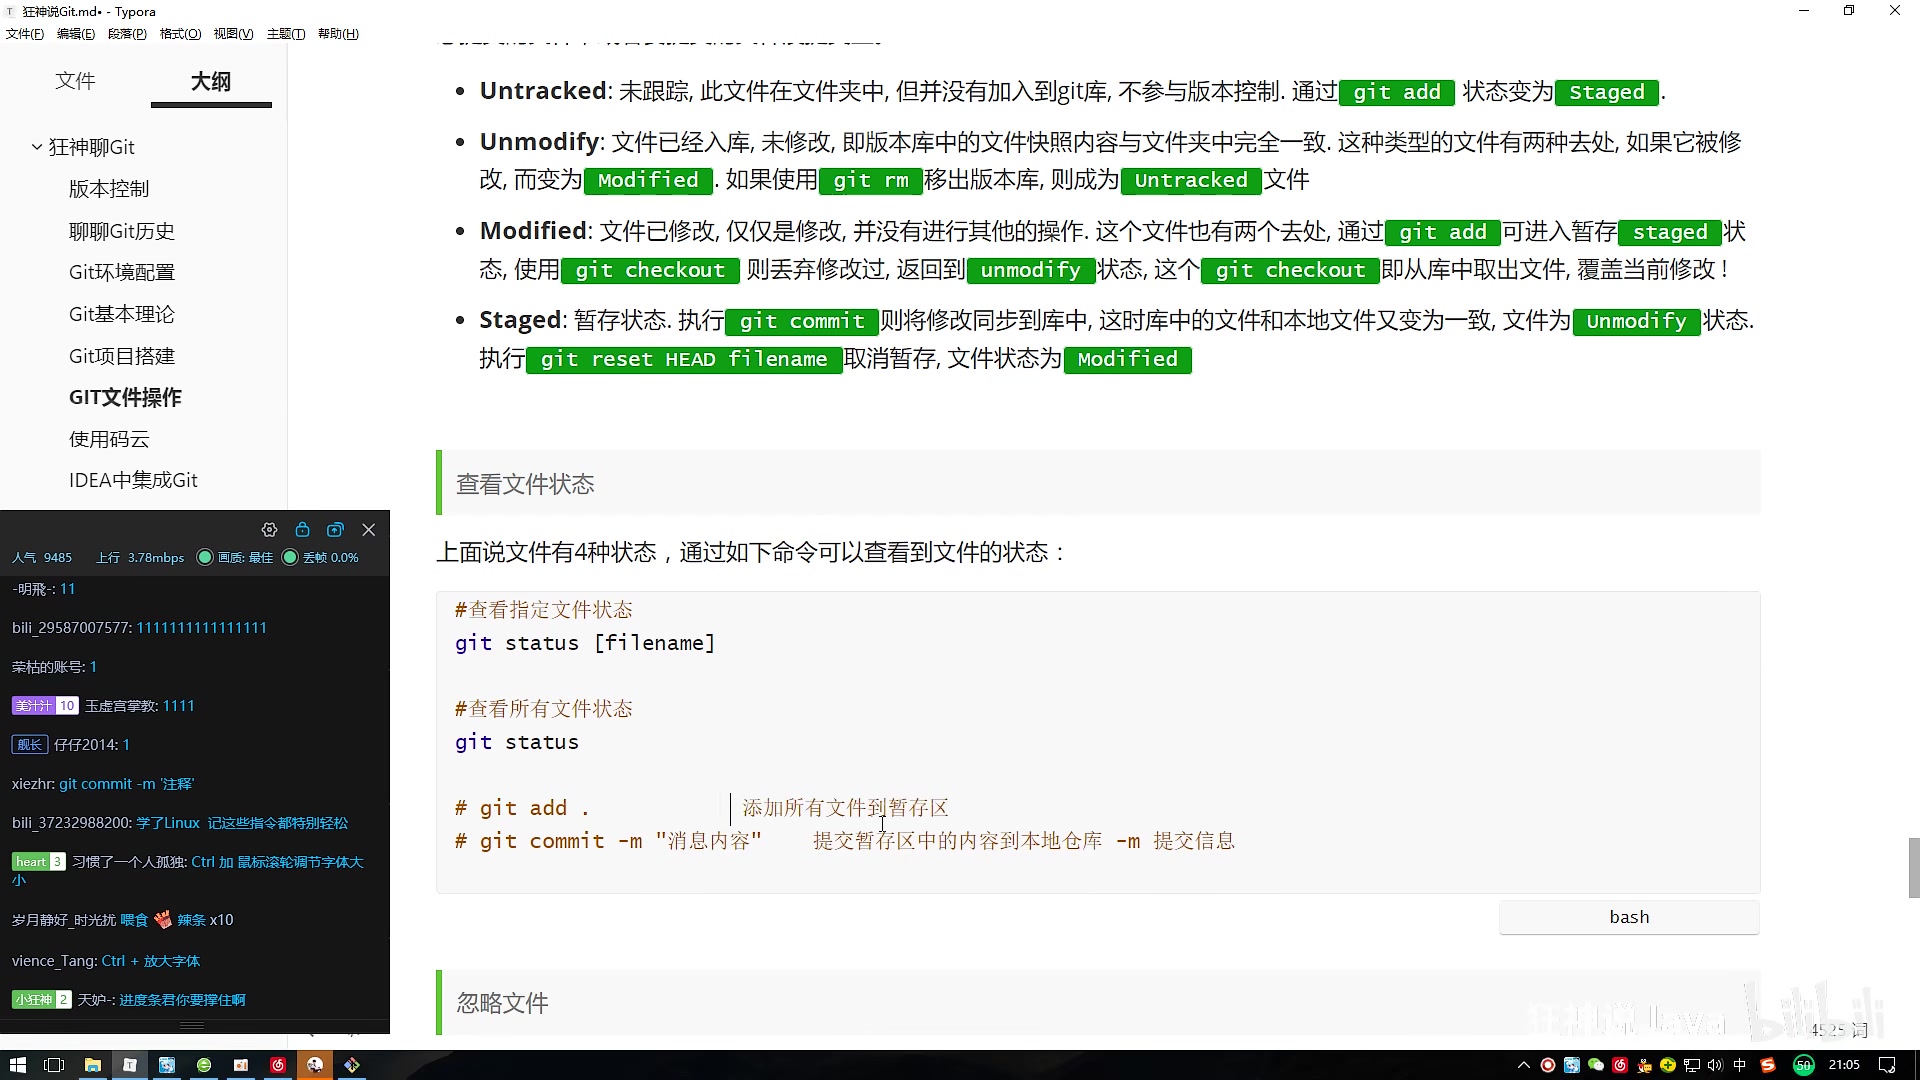 狂神说Git.md• - Typora
文件(F) 编辑(E) 段落(P) 格式(O) 视图(V) 主题(T) 帮助(H)
文件 大纲
狂神聊Git
版本控制
聊聊Git历史
Git环境配置
Git基本理论
Git项目搭建
GIT文件操作
使用码云
IDEA中集成Git
Untracked: 未跟踪, 此文件在文件夹中, 但并没有加入到git库, 不参与版本控制. 通过 git add 状态变为 Staged .
Unmodify: 文件已经入库, 未修改, 即版本库中的文件快照内容与文件夹中完全一致. 这种类型的文件有两种去处, 如果它被修
改, 而变为 Modified . 如果使用 git rm 移出版本库, 则成为 Untracked 文件
Modified: 文件已修改, 仅仅是修改, 并没有进行其他的操作. 这个文件也有两个去处, 通过 git add 可进入暂存 staged 状
态, 使用 git checkout 则丢弃修改过, 返回到 unmodify 状态, 这个 git checkout 即从库中取出文件, 覆盖当前修改 !
Staged: 暂存状态. 执行 git commit 则将修改同步到库中, 这时库中的文件和本地文件又变为一致, 文件为 Unmodify 状态.
执行 git reset HEAD filename 取消暂存, 文件状态为 Modified
查看文件状态
上面说文件有4种状态，通过如下命令可以查看到文件的状态：
#查看指定文件状态
git status [filename]
#查看所有文件状态
git status
# git add . 添加所有文件到暂存区
# git commit -m "消息内容" 提交暂存区中的内容到本地仓库 -m 提交信息
bash
忽略文件
4525 词
人气 9485 上行 3.78mbps 画质: 最佳 丢帧 0.0%
-明飛-: 11
bili_29587007577: 1111111111111111
荣枯的账号: 1
美汁汁 10 玉虚宫掌教: 1111
舰长 仔仔2014: 1
xiezhr: git commit -m '注释'
bili_37232988200: 学了Linux 记这些指令都特别轻松
heart 3 习惯了一个人孤独: Ctrl 加 鼠标滚轮调节字体大
小
岁月静好_时光扰 喂食 辣条 x10
vience_Tang: Ctrl + 放大字体
小狂神 2 天妒-: 进度条君你要撑住啊
狂神说Java bilibili
中 50 21:05